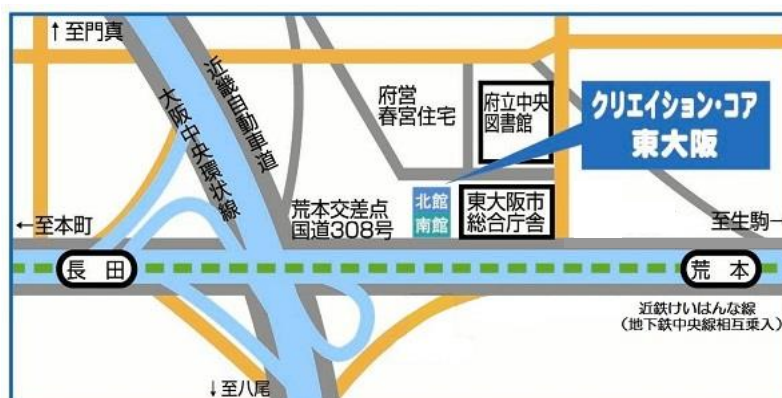 ↑至門真
近畿自動車道
大阪中央環状線
府営
春宮住宅
府立中央
図書館
クリエイション・コア
東大阪
荒本交差点
国道308号
北館
南館
東大阪市
総合庁舎
←至本町
至生駒→
長田
荒本
近鉄けいはんな線
(地下鉄中央線相互乗入)
↓至八尾